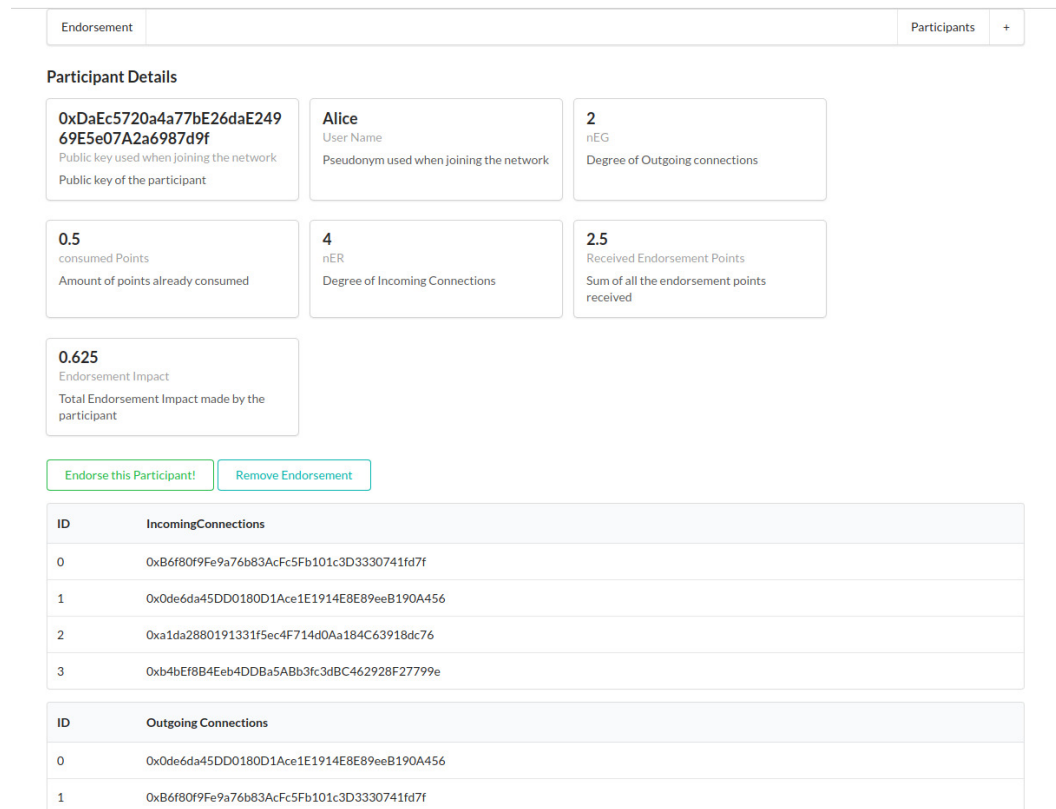 Endorsement Participants +
Participant Details
0xDaEc5720a4a77bE26daE249
69E5e07A2a6987d9f
Public key used when joining the network
Public key of the participant
Alice
User Name
Pseudonym used when joining the network
2
nEG
Degree of Outgoing connections
0.5
consumed Points
Amount of points already consumed
4
nER
Degree of Incoming Connections
2.5
Received Endorsement Points
Sum of all the endorsement points
received
0.625
Endorsement Impact
Total Endorsement Impact made by the
participant
Endorse this Participant! Remove Endorsement
ID IncomingConnections
0 0xB6f80f9Fe9a76b83AcFc5Fb101c3D3330741fd7f
1 0x0de6da45DD0180D1Ace1E1914E8E89eeB190A456
2 0xa1da2880191331f5ec4F714d0Aa184C63918dc76
3 0xb4bEf8B4Eeb4DDBa5ABb3fc3dBC462928F27799e
ID Outgoing Connections
0 0x0de6da45DD0180D1Ace1E1914E8E89eeB190A456
1 0xB6f80f9Fe9a76b83AcFc5Fb101c3D3330741fd7f